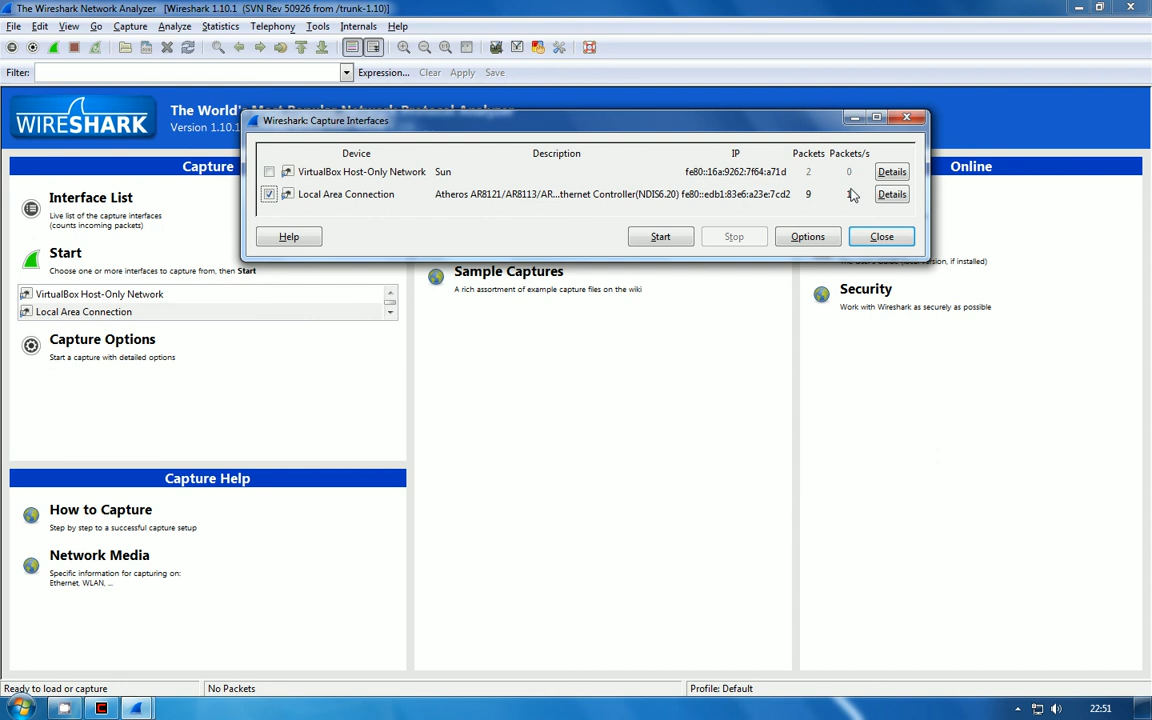 The Wireshark Network Analyzer [Wireshark 1.10.1 (SVN Rev 50926 from /trunk-1.10)]
File Edit View Go Capture Analyze Statistics Telephony Tools Internals Help
Filter: Expression... Clear Apply Save
WIRESHARK
The World's Most Popular Network Protocol Analyzer
Version 1.10.1
Wireshark: Capture Interfaces
Device Description IP Packets Packets/s
VirtualBox Host-Only Network Sun fe80::16a:9262:7f64:a71d 2 0 Details
Local Area Connection Atheros AR8121/AR8113/AR...thernet Controller(NDIS6.20) fe80::edb1:83e6:a23e:7cd2 9 Details
Help Start Stop Options Close
Capture
Interface List
Live list of the capture interfaces
(counts incoming packets)
Start
Choose one or more interfaces to capture from, then Start
VirtualBox Host-Only Network
Local Area Connection
Capture Options
Start a capture with detailed options
Capture Help
How to Capture
Step by step to a successful capture setup
Network Media
Specific information for capturing on:
Ethernet, WLAN, ...
Sample Captures
A rich assortment of example capture files on the wiki
Online
version, if installed)
Security
Work with Wireshark as securely as possible
Ready to load or capture No Packets Profile: Default
22:51